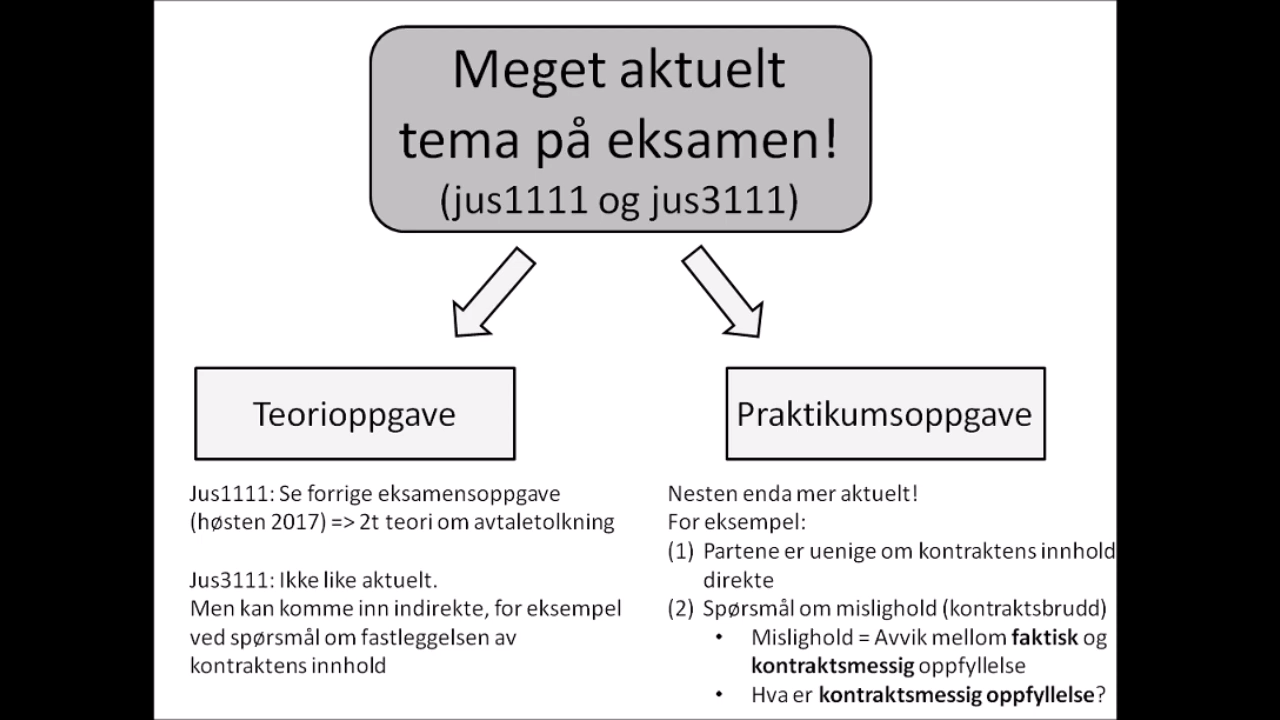 Meget aktuelt
tema på eksamen!
(jus1111 og jus3111)
Teorioppgave
Praktikumsoppgave
Jus1111: Se forrige eksamensoppgave
(høsten 2017) => 2t teori om avtaletolkning
Jus3111: Ikke like aktuelt.
Men kan komme inn indirekte, for eksempel
ved spørsmål om fastleggelsen av
kontraktens innhold
Nesten enda mer aktuelt!
For eksempel:
(1) Partene er uenige om kontraktens innhold
direkte
(2) Spørsmål om mislighold (kontraktsbrudd)
• Mislighold = Avvik mellom faktisk og
kontraktsmessig oppfyllelse
• Hva er kontraktsmessig oppfyllelse?